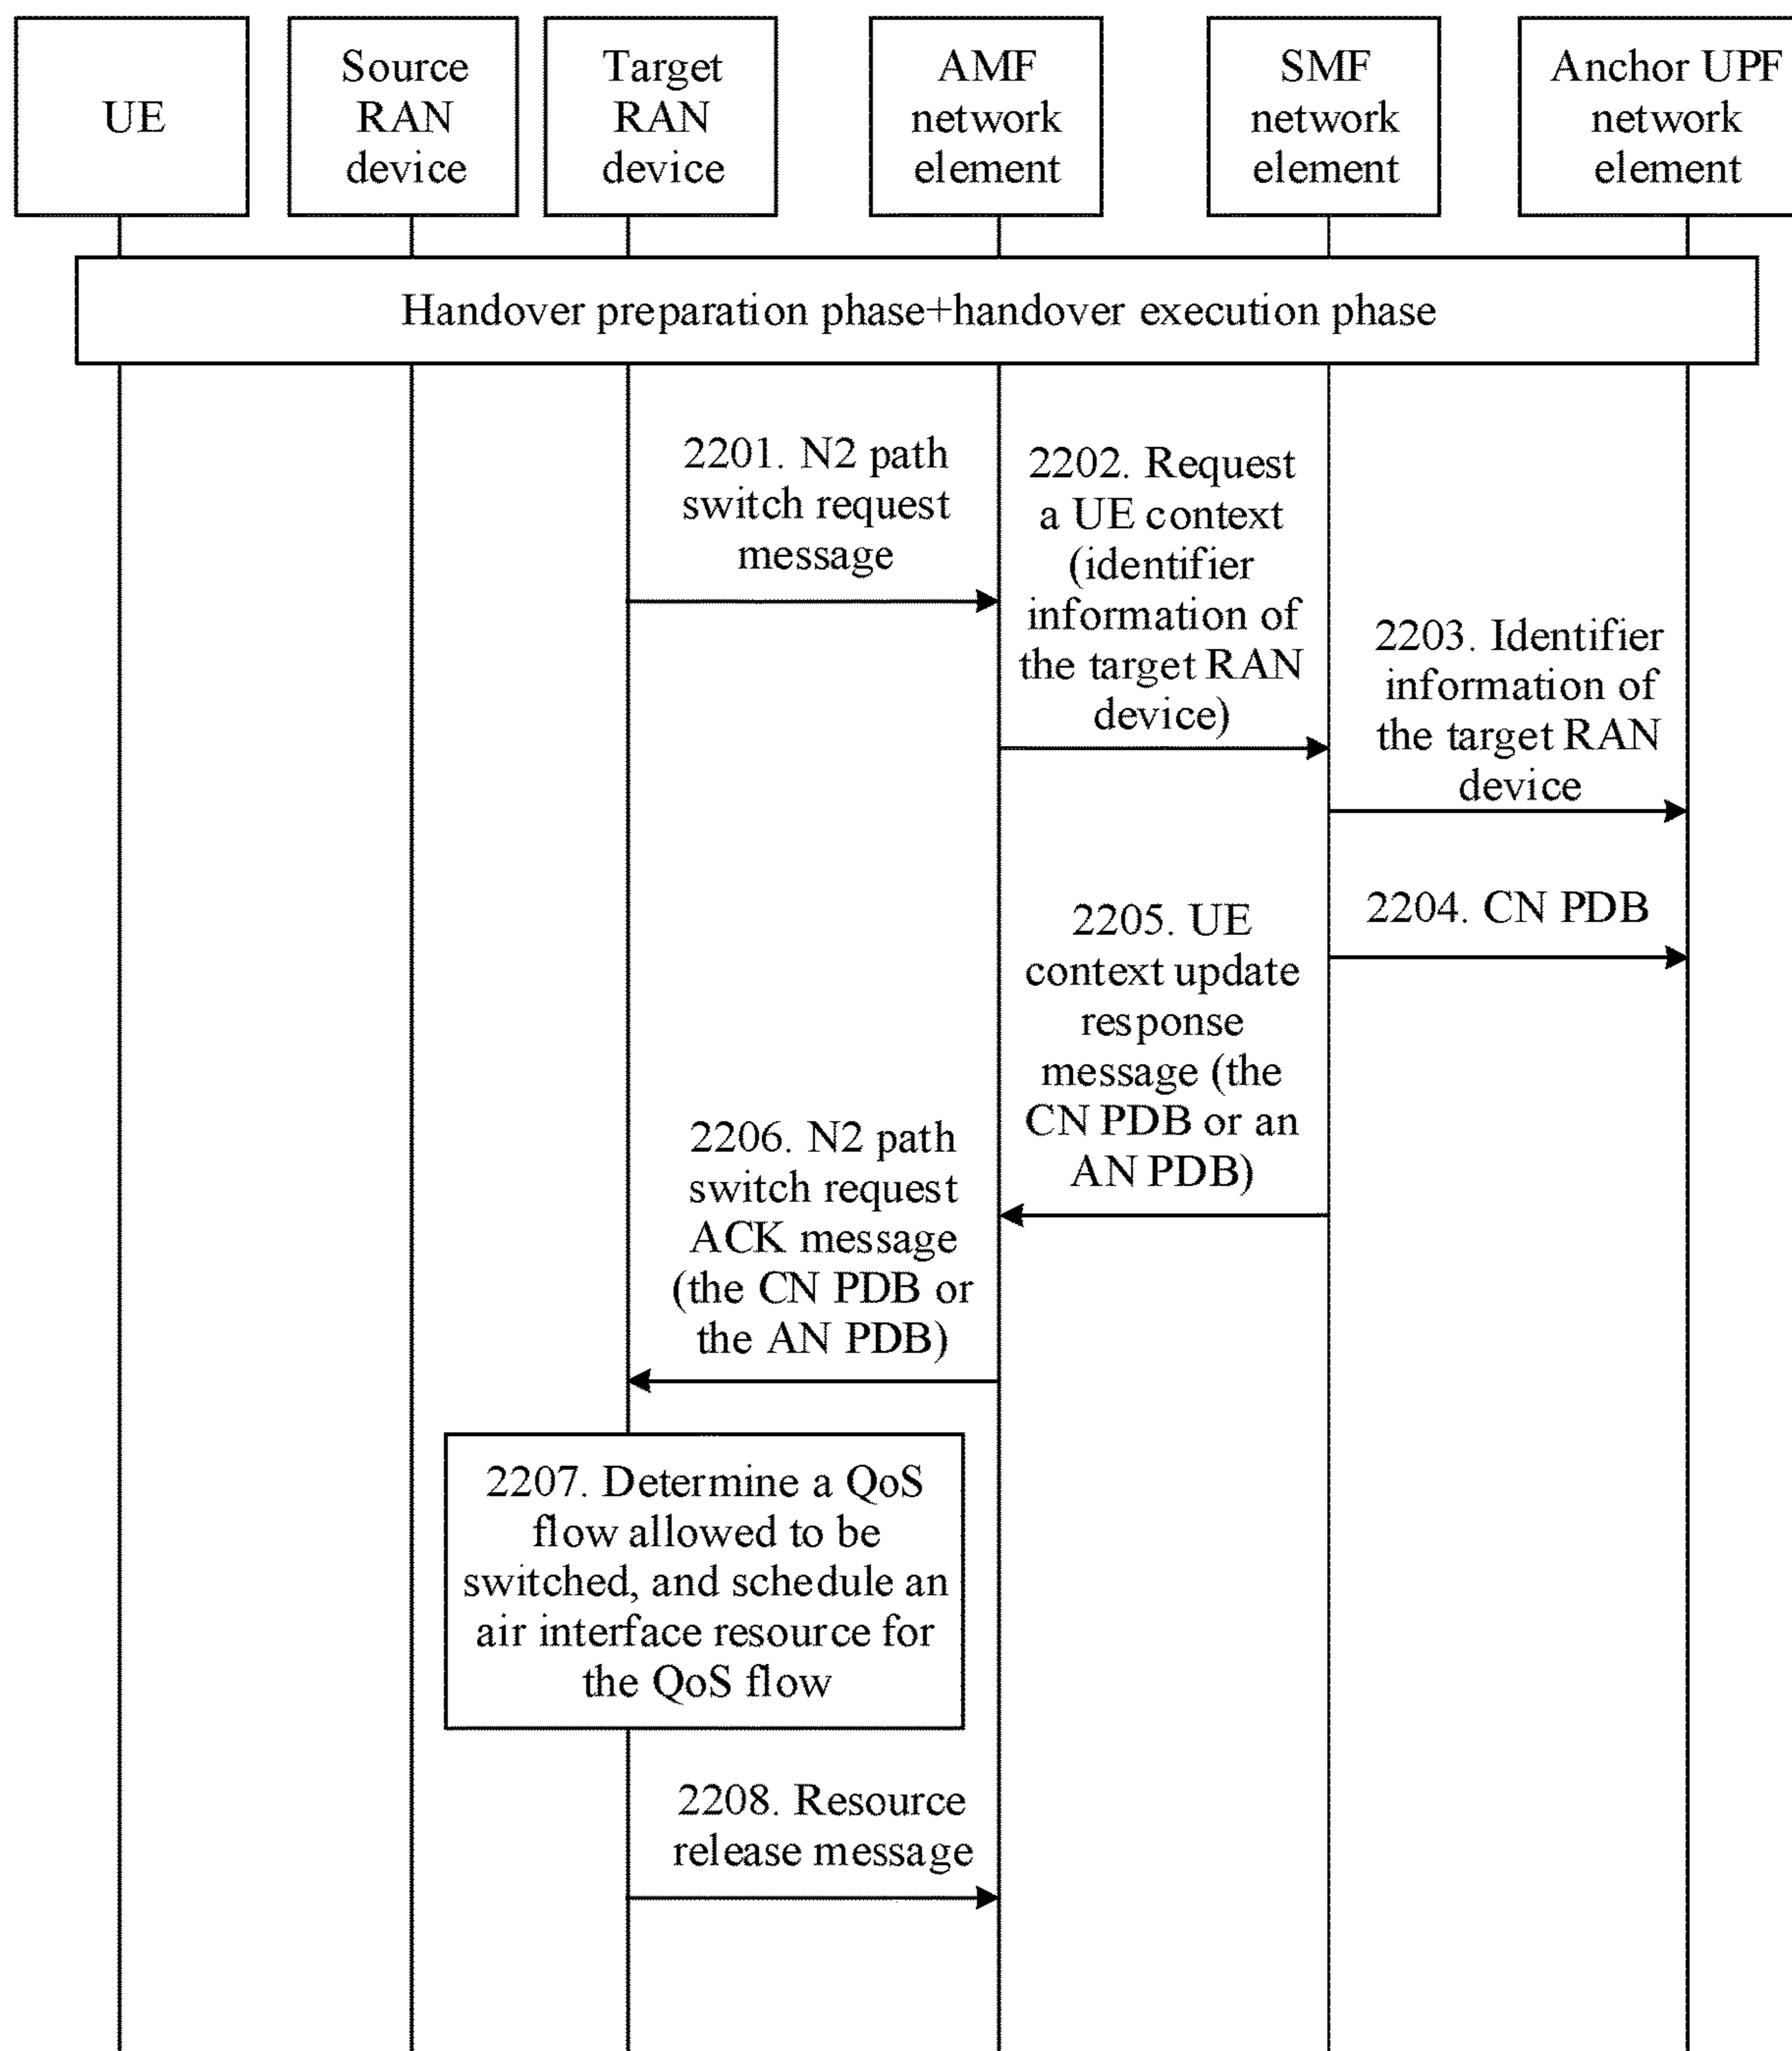 UE
Source
RAN
device
Target
RAN
device
AMF
network
element
SMF
network
element
Anchor UPF
network
element
Handover preparation phase+handover execution phase
2201. N2 path
switch request
message
2202. Request
a UE context
(identifier
information of
the target RAN
device)
2203. Identifier
information of
the target RAN
device
2204. CN PDB
2205. UE
context update
response
message (the
CN PDB or an
AN PDB)
2206. N2 path
switch request
ACK message
(the CN PDB or
the AN PDB)
2207. Determine a QoS
flow allowed to be
switched, and schedule an
air interface resource for
the QoS flow
2208. Resource
release message